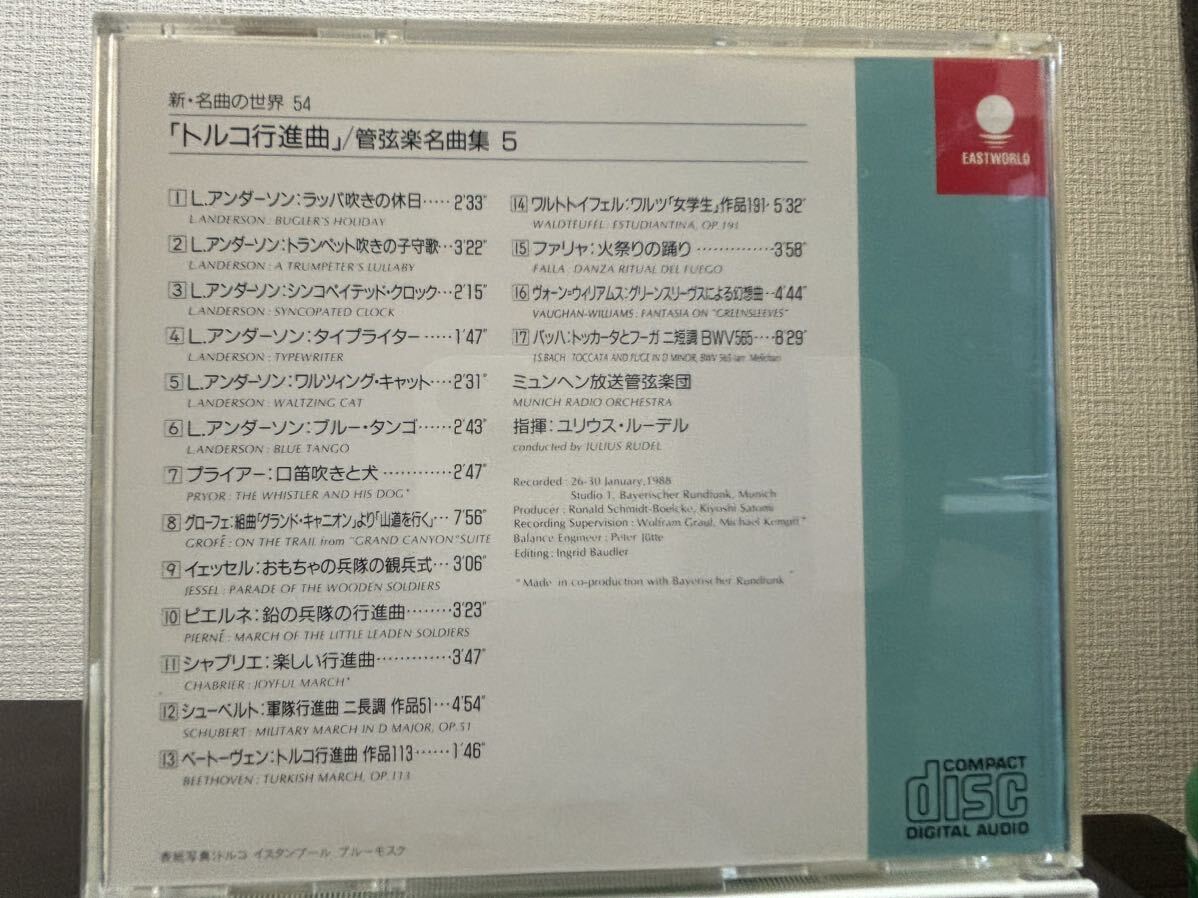 新・名曲の世界 54
「トルコ行進曲」/管弦楽名曲集 5
1 L.アンダーソン:ラッパ吹きの休日‥‥‥2'33"
L.ANDERSON : BUGLER'S HOLIDAY
2 L.アンダーソン:トランペット吹きの子守歌‥‥3'22"
L.ANDERSON : A TRUMPETER'S LULLABY
3 L.アンダーソン:シンコペイテッド・クロック‥‥2'15"
L.ANDERSON : SYNCOPATED CLOCK
4 L.アンダーソン:タイプライター‥‥‥1'47"
L.ANDERSON : TYPEWRITER
5 L.アンダーソン:ワルツィング・キャット‥‥2'31"
L.ANDERSON : WALTZING CAT
6 L.アンダーソン:ブルー・タンゴ‥‥‥2'43"
L.ANDERSON : BLUE TANGO
7 プライアー:口笛吹きと犬‥‥‥‥‥2'47"
PRYOR : THE WHISTLER AND HIS DOG*
8 グローフェ:組曲「グランド・キャニオン」より「山道を行く」‥‥7'56"
GROFÉ : ON THE TRAIL from "GRAND CANYON" SUITE
9 イェッセル:おもちゃの兵隊の観兵式‥‥3'06"
JESSEL : PARADE OF THE WOODEN SOLDIERS
10 ピエルネ:鉛の兵隊の行進曲‥‥‥‥3'23"
PIERNÉ : MARCH OF THE LITTLE LEADEN SOLDIERS
11 シャブリエ:楽しい行進曲‥‥‥‥‥‥3'47"
CHABRIER : JOYFUL MARCH*
12 シューベルト:軍隊行進曲 ニ長調 作品51‥‥4'54"
SCHUBERT : MILITARY MARCH IN D MAJOR, OP.51
13 ベートーヴェン:トルコ行進曲 作品113‥‥‥1'46"
BEETHOVEN : TURKISH MARCH, OP.113
14 ワルトトイフェル:ワルツ「女学生」作品191・5'32"
WALDTEUFEL : ESTUDIANTINA, OP.191
15 ファリャ:火祭りの踊り‥‥‥‥‥‥‥3'58"
FALLA : DANZA RITUAL DEL FUEGO
16 ヴォーン=ウィリアムス:グリーンスリーヴスによる幻想曲‥‥4'44"
VAUGHAN-WILLIAMS : FANTASIA ON "GREENSLEEVES"
17 バッハ:トッカータとフーガ ニ短調 BWV565‥‥8'29"
J.S.BACH : TOCCATA AND FUGE IN D MINOR, BWV 565 (arr. Melichar)
ミュンヘン放送管弦楽団
MUNICH RADIO ORCHESTRA
指揮:ユリウス・ルーデル
conducted by JULIUS RUDEL
Recorded : 26-30 January, 1988
Studio 1, Bayerischer Rundfunk, Munich
Producer : Ronald Schmidt-Boelcke, Kiyoshi Satomi
Recording Supervision : Wolfram Graul, Michael Kempff*
Balance Engineer : Peter Jütte
Editing : Ingrid Baudler
*Made in co-production with Bayerischer Rundfunk
EASTWORLD
COMPACT
disc
DIGITAL AUDIO
表紙写真:トルコ イスタンブール ブルーモスク